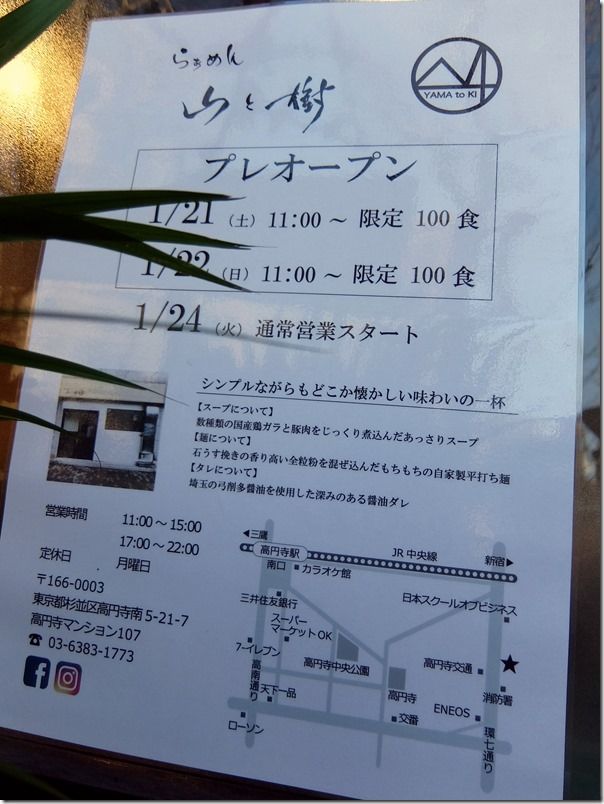 らぁめん
山と樹
YAMA to KI
プレオープン
1/21（土）11:00～ 限定 100 食
1/22（日）11:00～ 限定 100 食
1/24（火）通常営業スタート
シンプルながらもどこか懐かしい味わいの一杯
【スープについて】
数種類の国産鶏ガラと豚肉をじっくり煮込んだあっさりスープ
【麺について】
石うす挽きの香り高い全粒粉を混ぜ込んだもちもちの自家製平打ち麺
【タレについて】
埼玉の弓削多醤油を使用した深みのある醤油ダレ
営業時間 11:00～15:00
17:00～22:00
定休日 月曜日
〒166-0003
東京都杉並区高円寺南5-21-7
高円寺マンション107
☎ 03-6383-1773
◀三鷹
高円寺駅
JR 中央線
新宿▶
南口
カラオケ館
三井住友銀行
日本スクールオブビジネス
スーパー
マーケットOK
7-イレブン
高円寺中央公園
高円寺交通
★
高南通り
天下一品
高円寺
消防署
交番
ENEOS
ローソン
環七通り